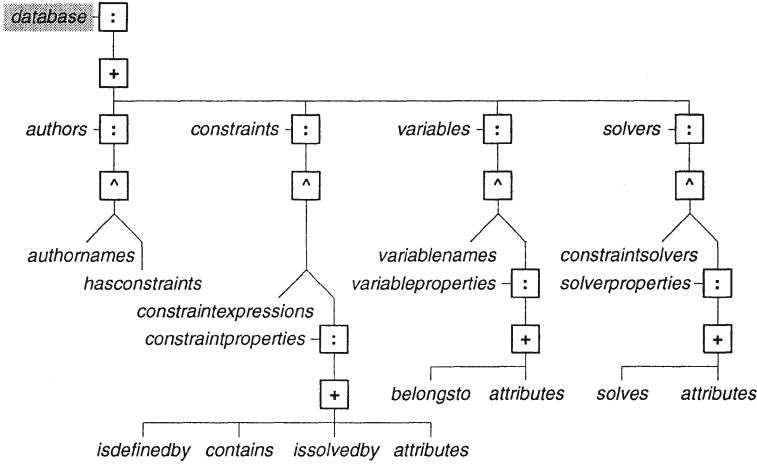 database :
+
authors : constraints : variables : solvers :
^ ^ ^ ^
authornames variablenames constraintsolvers
hasconstraints variableproperties : solverproperties :
constraintexpressions
constraintproperties : + +
belongsto attributes solves attributes
+
isdefinedby contains issolvedby attributes